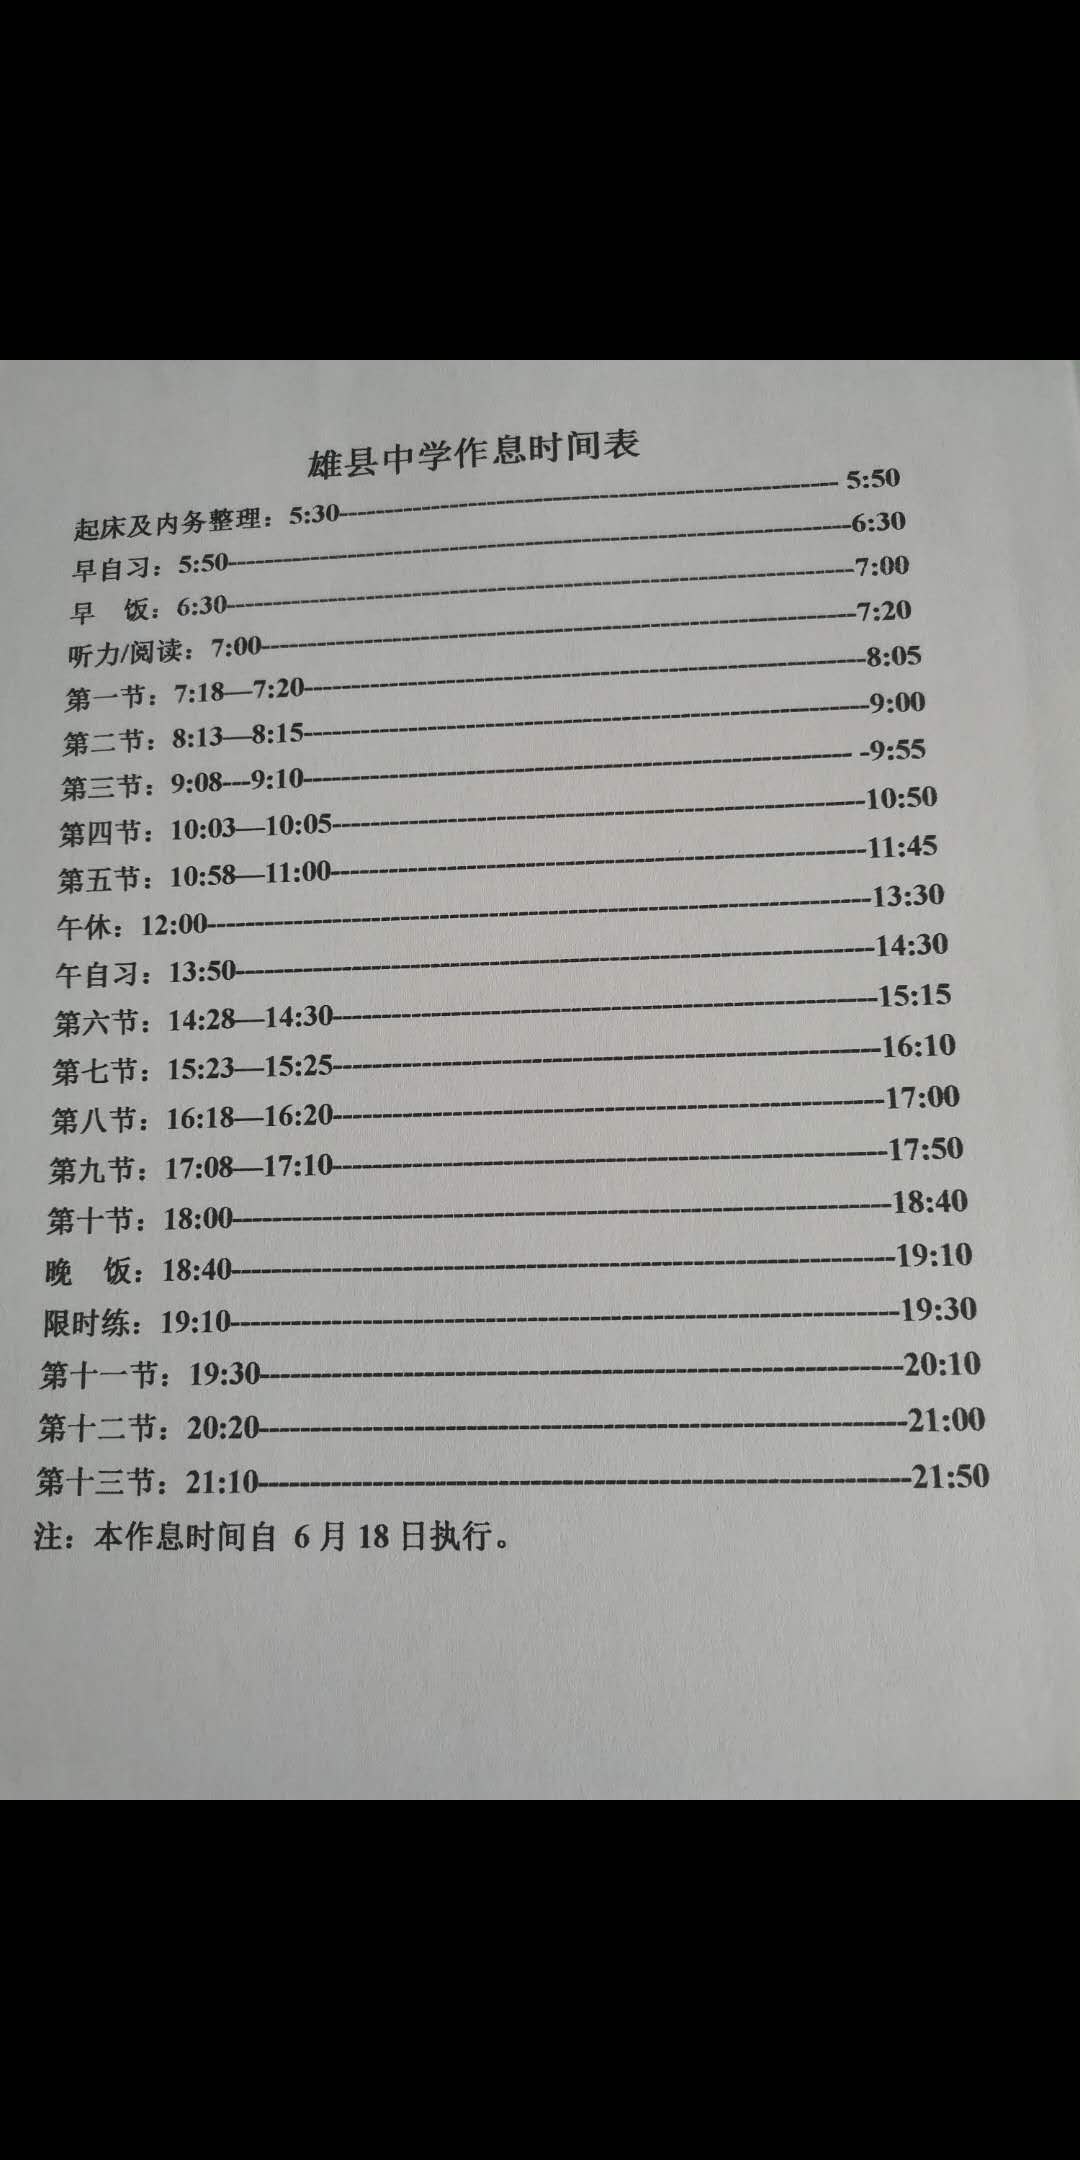 雄县中学作息时间表
起床及内务整理：5:30------------------------------------------------------------ 5:50
早自习：5:50------------------------------------------------------------6:30
早 饭：6:30------------------------------------------------------------7:00
听力/阅读：7:00------------------------------------------------------------7:20
第一节：7:18—7:20------------------------------------------------------------8:05
第二节：8:13—8:15------------------------------------------------------------9:00
第三节：9:08---9:10------------------------------------------------------------ -9:55
第四节：10:03—10:05------------------------------------------------------------10:50
第五节：10:58—11:00------------------------------------------------------------11:45
午休：12:00------------------------------------------------------------13:30
午自习：13:50------------------------------------------------------------14:30
第六节：14:28—14:30------------------------------------------------------------15:15
第七节：15:23—15:25------------------------------------------------------------16:10
第八节：16:18—16:20------------------------------------------------------------17:00
第九节：17:08—17:10------------------------------------------------------------17:50
第十节：18:00------------------------------------------------------------18:40
晚 饭：18:40------------------------------------------------------------19:10
限时练：19:10------------------------------------------------------------19:30
第十一节：19:30------------------------------------------------------------20:10
第十二节：20:20------------------------------------------------------------21:00
第十三节：21:10------------------------------------------------------------21:50
注：本作息时间自 6 月 18 日执行。